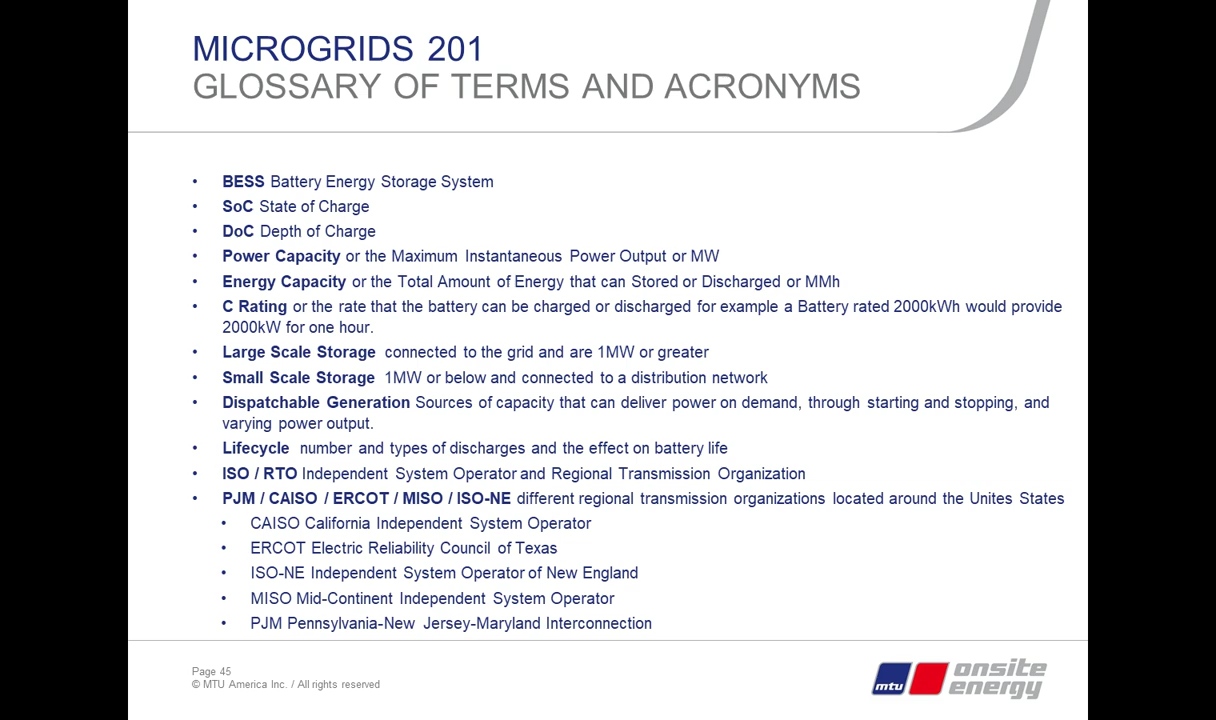 MICROGRIDS 201
GLOSSARY OF TERMS AND ACRONYMS
• BESS Battery Energy Storage System
• SoC State of Charge
• DoC Depth of Charge
• Power Capacity or the Maximum Instantaneous Power Output or MW
• Energy Capacity or the Total Amount of Energy that can Stored or Discharged or MMh
• C Rating or the rate that the battery can be charged or discharged for example a Battery rated 2000kWh would provide
2000kW for one hour.
• Large Scale Storage connected to the grid and are 1MW or greater
• Small Scale Storage 1MW or below and connected to a distribution network
• Dispatchable Generation Sources of capacity that can deliver power on demand, through starting and stopping, and
varying power output.
• Lifecycle number and types of discharges and the effect on battery life
• ISO / RTO Independent System Operator and Regional Transmission Organization
• PJM / CAISO / ERCOT / MISO / ISO-NE different regional transmission organizations located around the Unites States
• CAISO California Independent System Operator
• ERCOT Electric Reliability Council of Texas
• ISO-NE Independent System Operator of New England
• MISO Mid-Continent Independent System Operator
• PJM Pennsylvania-New Jersey-Maryland Interconnection
Page 45
© MTU America Inc. / All rights reserved
mtu
onsite
energy